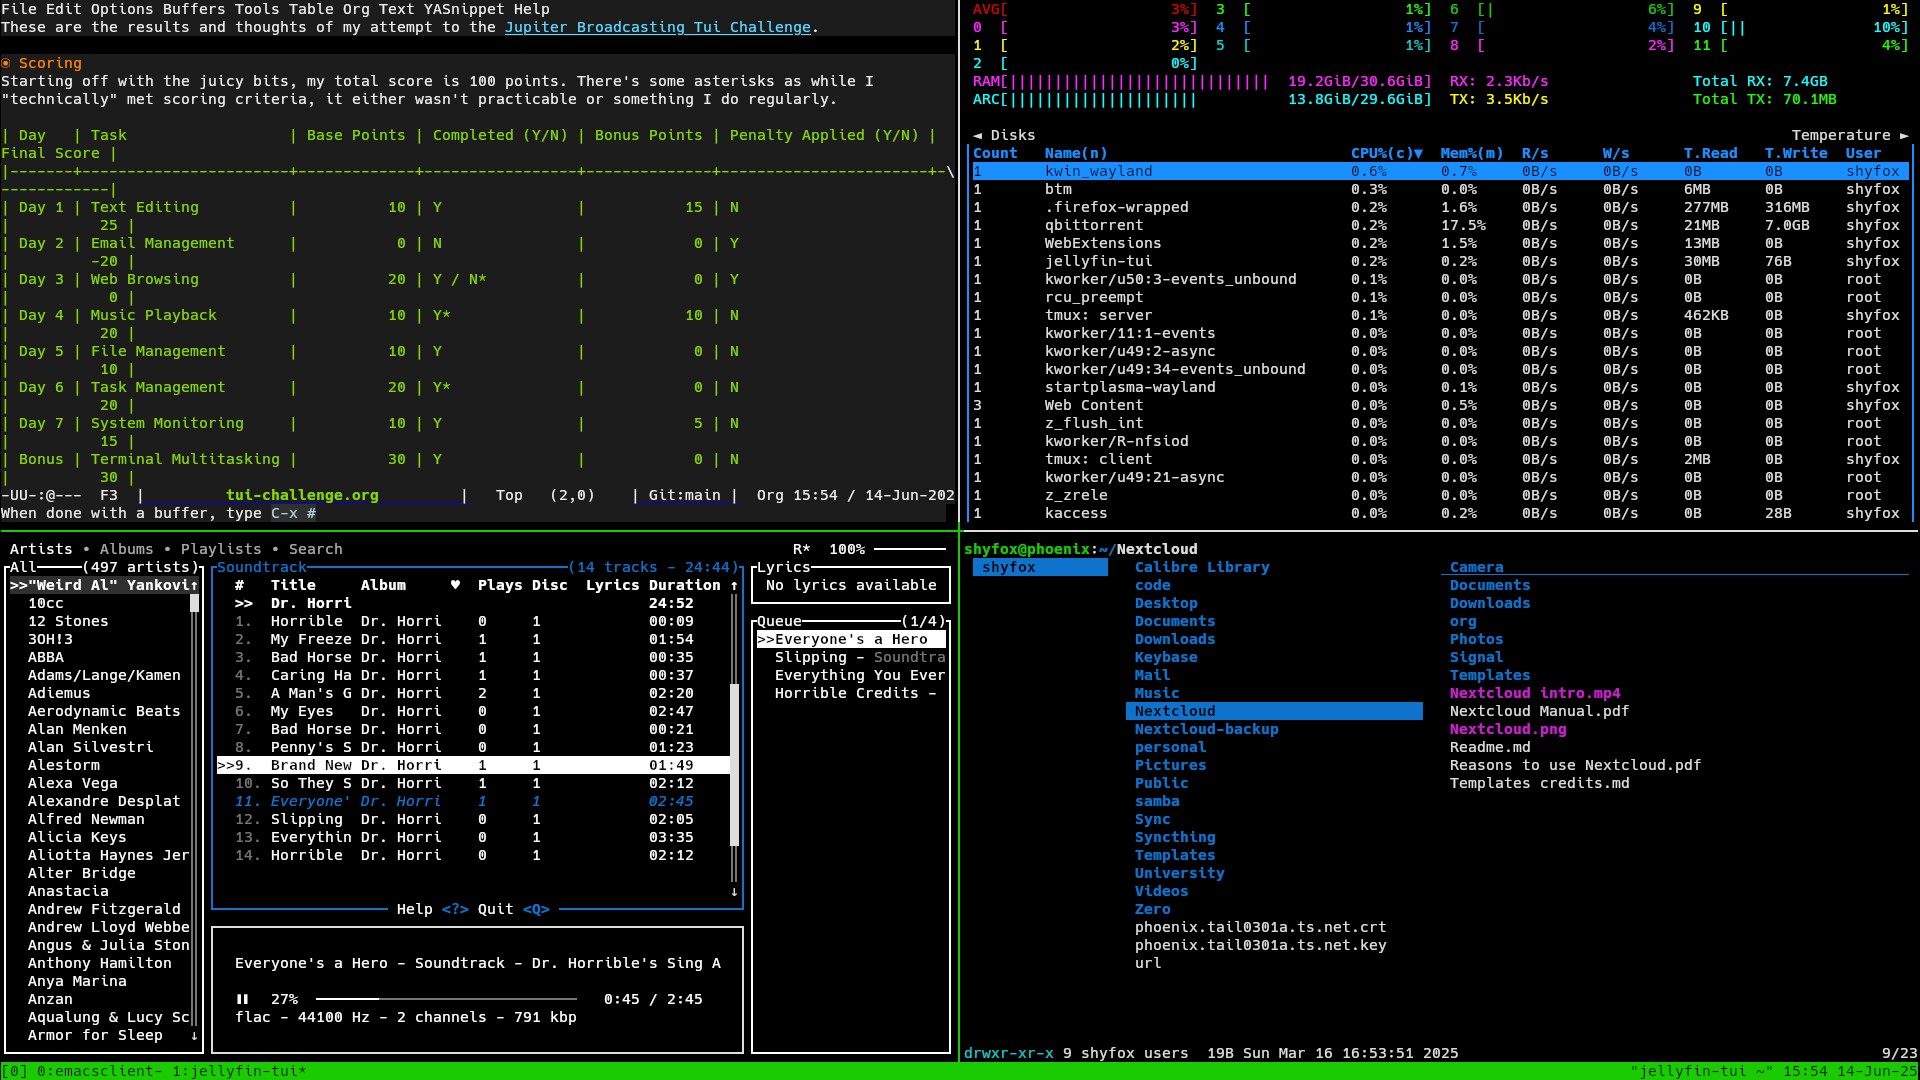 File Edit Options Buffers Tools Table Org Text YASnippet Help
These are the results and thoughts of my attempt to the Jupiter Broadcasting Tui Challenge.
◉ Scoring
Starting off with the juicy bits, my total score is 100 points. There's some asterisks as while I
"technically" met scoring criteria, it either wasn't practicable or something I do regularly.
| Day   | Task                  | Base Points | Completed (Y/N) | Bonus Points | Penalty Applied (Y/N) |
Final Score |
|-------+-----------------------+-------------+-----------------+--------------+-----------------------+-\
------------|
| Day 1 | Text Editing          |          10 | Y               |           15 | N
|          25 |
| Day 2 | Email Management      |           0 | N               |            0 | Y
|         -20 |
| Day 3 | Web Browsing          |          20 | Y / N*          |            0 | Y
|           0 |
| Day 4 | Music Playback        |          10 | Y*              |           10 | N
|          20 |
| Day 5 | File Management       |          10 | Y               |            0 | N
|          10 |
| Day 6 | Task Management       |          20 | Y*              |            0 | N
|          20 |
| Day 7 | System Monitoring     |          10 | Y               |            5 | N
|          15 |
| Bonus | Terminal Multitasking |          30 | Y               |            0 | N
|          30 |
-UU-:@---  F3  |         tui-challenge.org         |   Top   (2,0)    | Git:main |  Org 15:54 / 14-Jun-202
When done with a buffer, type C-x #
AVG[ 3%] 3 [ 1%] 6 [| 6%] 9 [ 1%]
0 [ 3%] 4 [ 1%] 7 [ 4%] 10 [|| 10%]
1 [ 2%] 5 [ 1%] 8 [ 2%] 11 [ 4%]
2 [ 0%]
RAM[||||||||||||||||||||||||||||| 19.2GiB/30.6GiB] RX: 2.3Kb/s Total RX: 7.4GB
ARC[||||||||||||||||||||| 13.8GiB/29.6GiB] TX: 3.5Kb/s Total TX: 70.1MB
◄ Disks Temperature ►
Count Name(n) CPU%(c)▼ Mem%(m) R/s W/s T.Read T.Write User
1 kwin_wayland 0.6% 0.7% 0B/s 0B/s 0B 0B shyfox
1 btm 0.3% 0.0% 0B/s 0B/s 6MB 0B shyfox
1 .firefox-wrapped 0.2% 1.6% 0B/s 0B/s 277MB 316MB shyfox
1 qbittorrent 0.2% 17.5% 0B/s 0B/s 21MB 7.0GB shyfox
1 WebExtensions 0.2% 1.5% 0B/s 0B/s 13MB 0B shyfox
1 jellyfin-tui 0.2% 0.2% 0B/s 0B/s 30MB 76B shyfox
1 kworker/u50:3-events_unbound 0.1% 0.0% 0B/s 0B/s 0B 0B root
1 rcu_preempt 0.1% 0.0% 0B/s 0B/s 0B 0B root
1 tmux: server 0.1% 0.0% 0B/s 0B/s 462KB 0B shyfox
1 kworker/11:1-events 0.0% 0.0% 0B/s 0B/s 0B 0B root
1 kworker/u49:2-async 0.0% 0.0% 0B/s 0B/s 0B 0B root
1 kworker/u49:34-events_unbound 0.0% 0.0% 0B/s 0B/s 0B 0B root
1 startplasma-wayland 0.0% 0.1% 0B/s 0B/s 0B 0B shyfox
3 Web Content 0.0% 0.5% 0B/s 0B/s 0B 0B shyfox
1 z_flush_int 0.0% 0.0% 0B/s 0B/s 0B 0B root
1 kworker/R-nfsiod 0.0% 0.0% 0B/s 0B/s 0B 0B root
1 tmux: client 0.0% 0.0% 0B/s 0B/s 2MB 0B shyfox
1 kworker/u49:21-async 0.0% 0.0% 0B/s 0B/s 0B 0B root
1 z_zrele 0.0% 0.0% 0B/s 0B/s 0B 0B root
1 kaccess 0.0% 0.2% 0B/s 0B/s 0B 28B shyfox
Artists • Albums • Playlists • Search R* 100%
All (497 artists)
>>"Weird Al" Yankovi↑
10cc
12 Stones
3OH!3
ABBA
Adams/Lange/Kamen
Adiemus
Aerodynamic Beats
Alan Menken
Alan Silvestri
Alestorm
Alexa Vega
Alexandre Desplat
Alfred Newman
Alicia Keys
Aliotta Haynes Jer
Alter Bridge
Anastacia
Andrew Fitzgerald
Andrew Lloyd Webbe
Angus & Julia Ston
Anthony Hamilton
Anya Marina
Anzan
Aqualung & Lucy Sc
Armor for Sleep ↓
Soundtrack (14 tracks - 24:44)
# Title Album ♥ Plays Disc Lyrics Duration ↑
>> Dr. Horri 24:52
1. Horrible Dr. Horri 0 1 00:09
2. My Freeze Dr. Horri 1 1 01:54
3. Bad Horse Dr. Horri 1 1 00:35
4. Caring Ha Dr. Horri 1 1 00:37
5. A Man's G Dr. Horri 2 1 02:20
6. My Eyes Dr. Horri 0 1 02:47
7. Bad Horse Dr. Horri 0 1 00:21
8. Penny's S Dr. Horri 0 1 01:23
>>9. Brand New Dr. Horri 1 1 01:49
10. So They S Dr. Horri 1 1 02:12
11. Everyone' Dr. Horri 1 1 02:45
12. Slipping Dr. Horri 0 1 02:05
13. Everythin Dr. Horri 0 1 03:35
14. Horrible Dr. Horri 0 1 02:12
↓
Help <?> Quit <Q>
Everyone's a Hero - Soundtrack - Dr. Horrible's Sing A
27% 0:45 / 2:45
flac - 44100 Hz - 2 channels - 791 kbp
Lyrics
No lyrics available
Queue (1/4)
>>Everyone's a Hero
Slipping - Soundtra
Everything You Ever
Horrible Credits -
shyfox@phoenix:~/Nextcloud
shyfox
Calibre Library
code
Desktop
Documents
Downloads
Keybase
Mail
Music
Nextcloud
Nextcloud-backup
personal
Pictures
Public
samba
Sync
Syncthing
Templates
University
Videos
Zero
phoenix.tail0301a.ts.net.crt
phoenix.tail0301a.ts.net.key
url
Camera
Documents
Downloads
org
Photos
Signal
Templates
Nextcloud intro.mp4
Nextcloud Manual.pdf
Nextcloud.png
Readme.md
Reasons to use Nextcloud.pdf
Templates credits.md
drwxr-xr-x 9 shyfox users  19B Sun Mar 16 16:53:51 2025 9/23
[0] 0:emacsclient- 1:jellyfin-tui* "jellyfin-tui ~" 15:54 14-Jun-25